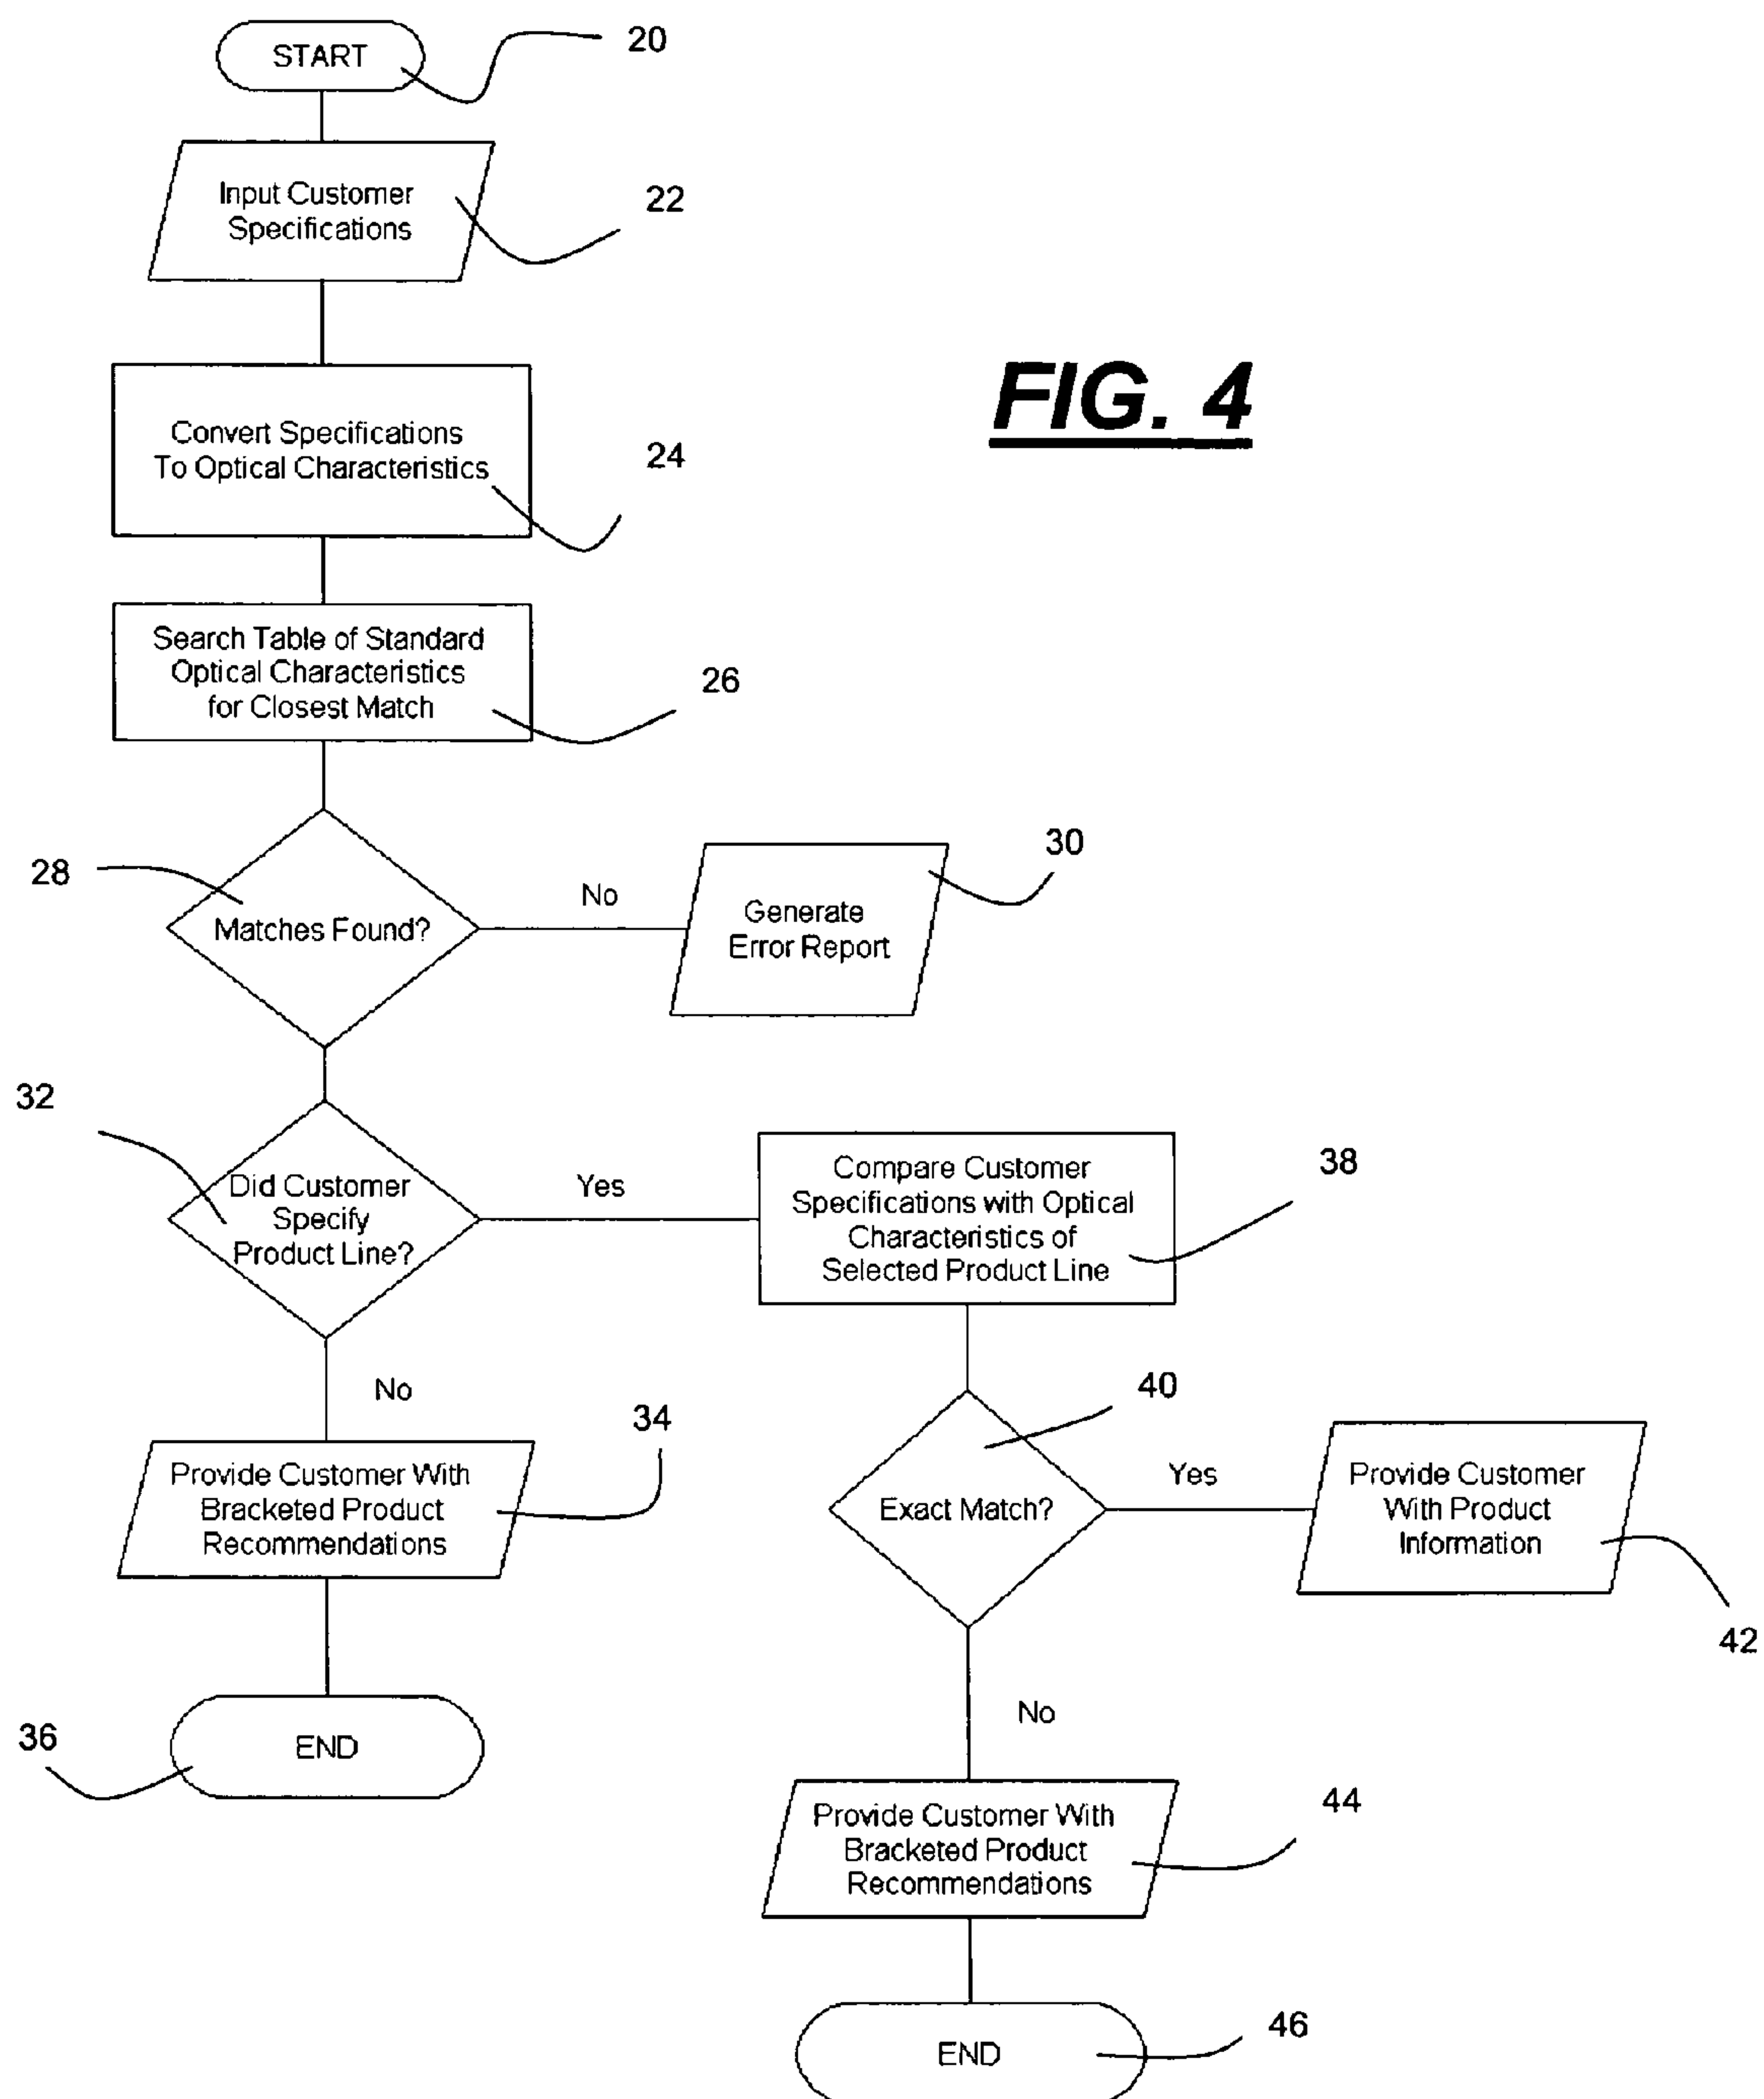 START
20
Input Customer
Specifications
22
FIG. 4
Convert Specifications
To Optical Characteristics
24
Search Table of Standard
Optical Characteristics
for Closest Match
26
28
Matches Found?
No
Generate
Error Report
30
32
Did Customer
Specify
Product Line?
Yes
Compare Customer
Specifications with Optical
Characteristics of
Selected Product Line
38
No
40
34
Provide Customer With
Bracketed Product
Recommendations
Exact Match?
Yes
Provide Customer
With Product
Information
42
36
END
No
Provide Customer With
Bracketed Product
Recommendations
44
END
46